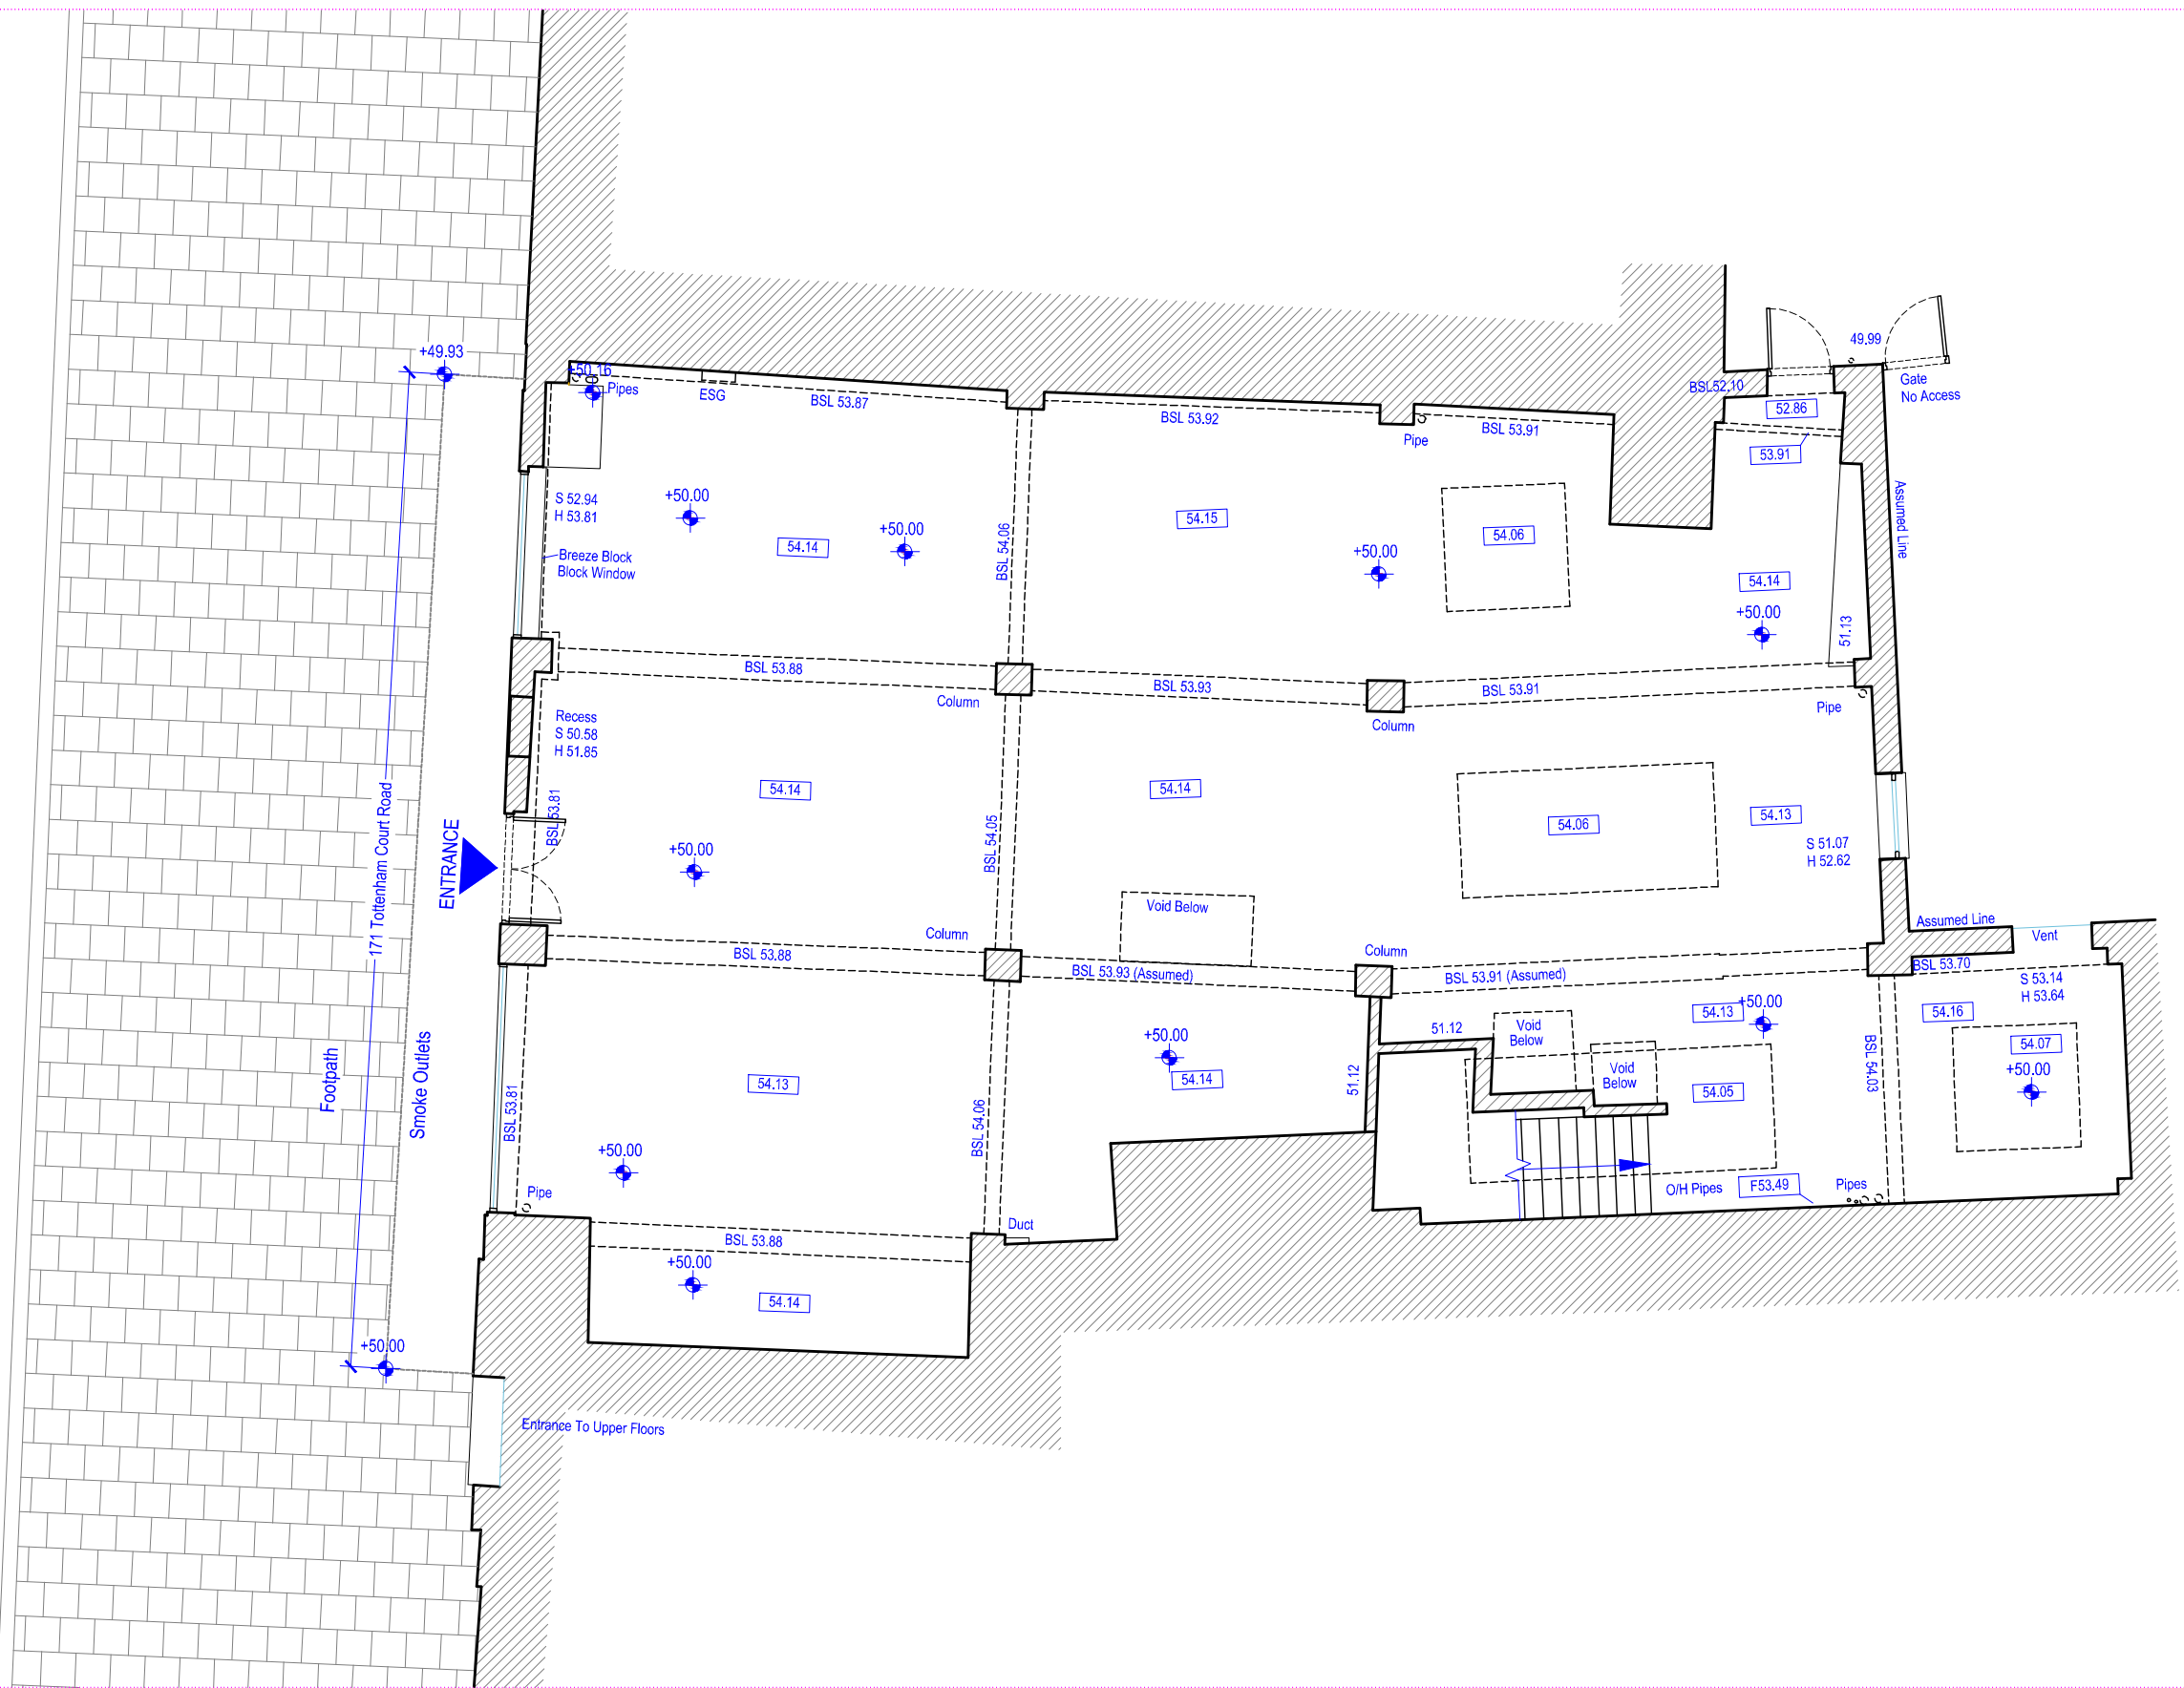 +49.93
49.99
Gate
No Access
+50.16
Pipes
ESG
BSL 53.87
BSL52.10
52.86
BSL 53.92
Pipe
BSL 53.91
53.91
S 52.94
H 53.81
+50.00
54.14
+50.00
BSL 54.06
54.15
54.06
+50.00
Assumed Line
Breeze Block
Block Window
54.14
+50.00
51.13
BSL 53.88
Column
BSL 53.93
BSL 53.91
Column
Pipe
Recess
S 50.58
H 51.85
BSL 53.81
54.14
54.14
BSL 54.05
54.06
54.13
S 51.07
H 52.62
171 Tottenham Court Road
ENTRANCE
+50.00
Void Below
Column
BSL 53.88
BSL 53.93 (Assumed)
Column
BSL 53.91 (Assumed)
Assumed Line
Vent
BSL 53.70
S 53.14
H 53.64
Footpath
Smoke Outlets
BSL 53.81
54.13
+50.00
54.14
51.12
51.12
Void
Below
Void
Below
54.13
+50.00
54.05
BSL 54.03
54.16
54.07
+50.00
BSL 54.06
+50.00
Pipe
Duct
O/H Pipes
F53.49
Pipes
BSL 53.88
+50.00
54.14
+50.00
Entrance To Upper Floors